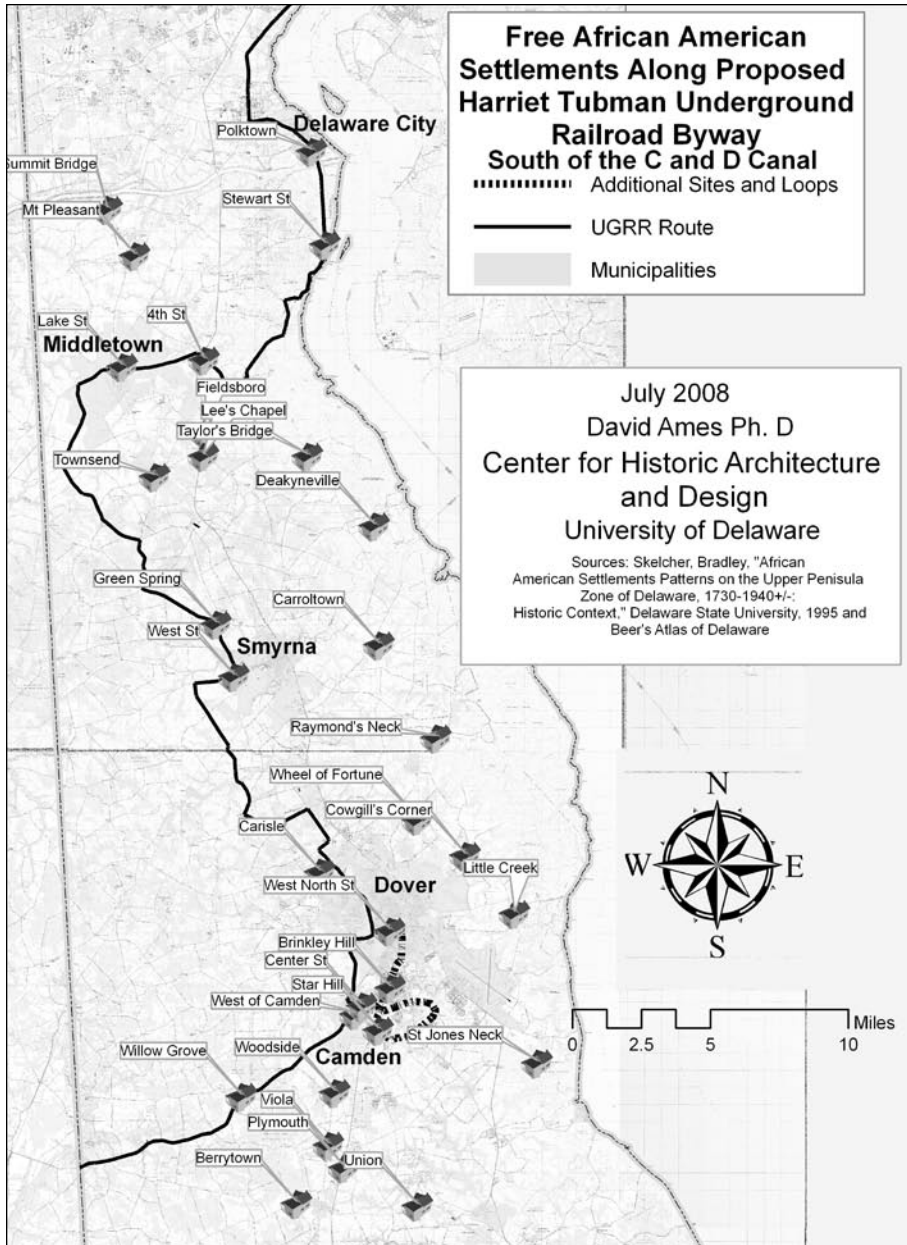 Free African American
Settlements Along Proposed
Harriet Tubman Underground
Railroad Byway
South of the C and D Canal
Additional Sites and Loops
UGRR Route
Municipalities
July 2008
David Ames Ph. D
Center for Historic Architecture
and Design
University of Delaware
Sources: Skelcher, Bradley, "African
American Settlements Patterns on the Upper Penisula
Zone of Delaware, 1730-1940+/-:
Historic Context," Delaware State University, 1995 and
Beer's Atlas of Delaware
Delaware City
Polktown
Summit Bridge
Mt Pleasant
Stewart St
Lake St
4th St
Middletown
Fieldsboro
Lee's Chapel
Taylor's Bridge
Townsend
Deakyneville
Green Spring
Carroltown
West St
Smyrna
Raymond's Neck
Wheel of Fortune
Cowgill's Corner
Carisle
Little Creek
West North St
Dover
Brinkley Hill
Center St
Star Hill
West of Camden
St Jones Neck
Camden
Willow Grove
Woodside
Viola
Plymouth
Berrytown
Union
N
W
E
S
Miles
0
2.5
5
10